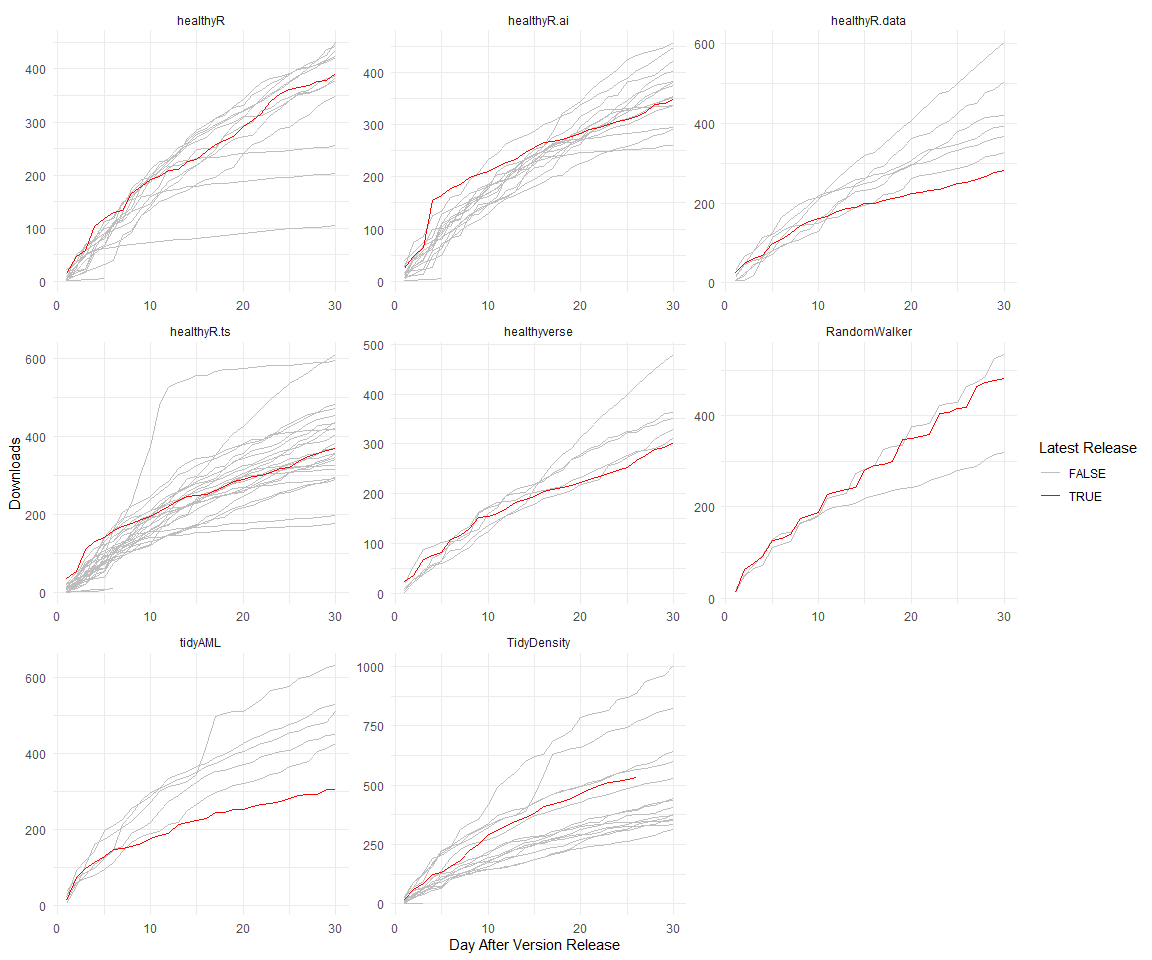 healthyR healthyR.ai healthyR.data
400
300
200
100
0
0 10 20 30
400
300
200
100
0
0 10 20 30
600
400
200
0
0 10 20 30
healthyR.ts healthyverse RandomWalker
600
400
200
0
0 10 20 30
500
400
300
200
100
0
0 10 20 30
400
200
0
0 10 20 30
tidyAML TidyDensity
600
400
200
0
0 10 20 30
1000
750
500
250
0
0 10 20 30
Downloads
Day After Version Release
Latest Release
FALSE
TRUE